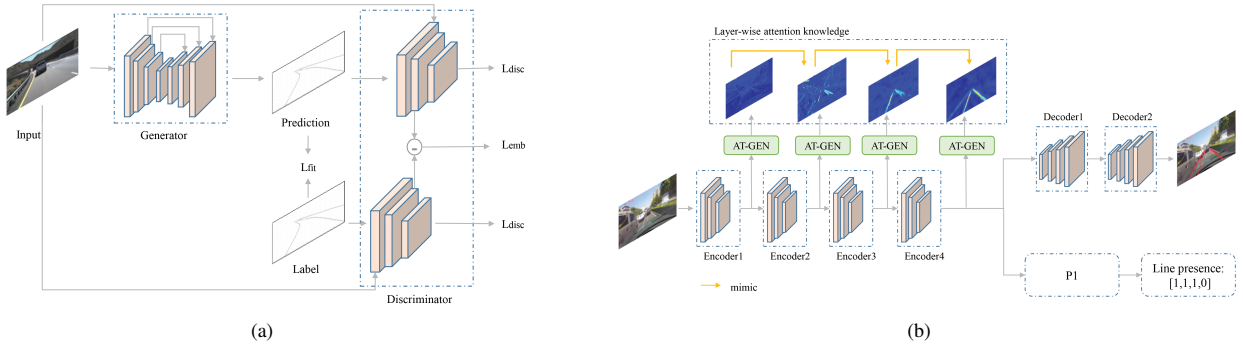 Input
Generator
Prediction
Lfit
Label
Ldisc
Lemb
Ldisc
Discriminator
(a)
Layer-wise attention knowledge
AT-GEN
AT-GEN
AT-GEN
AT-GEN
Decoder1
Decoder2
Encoder1
Encoder2
Encoder3
Encoder4
mimic
P1
Line presence:
[1,1,1,0]
(b)